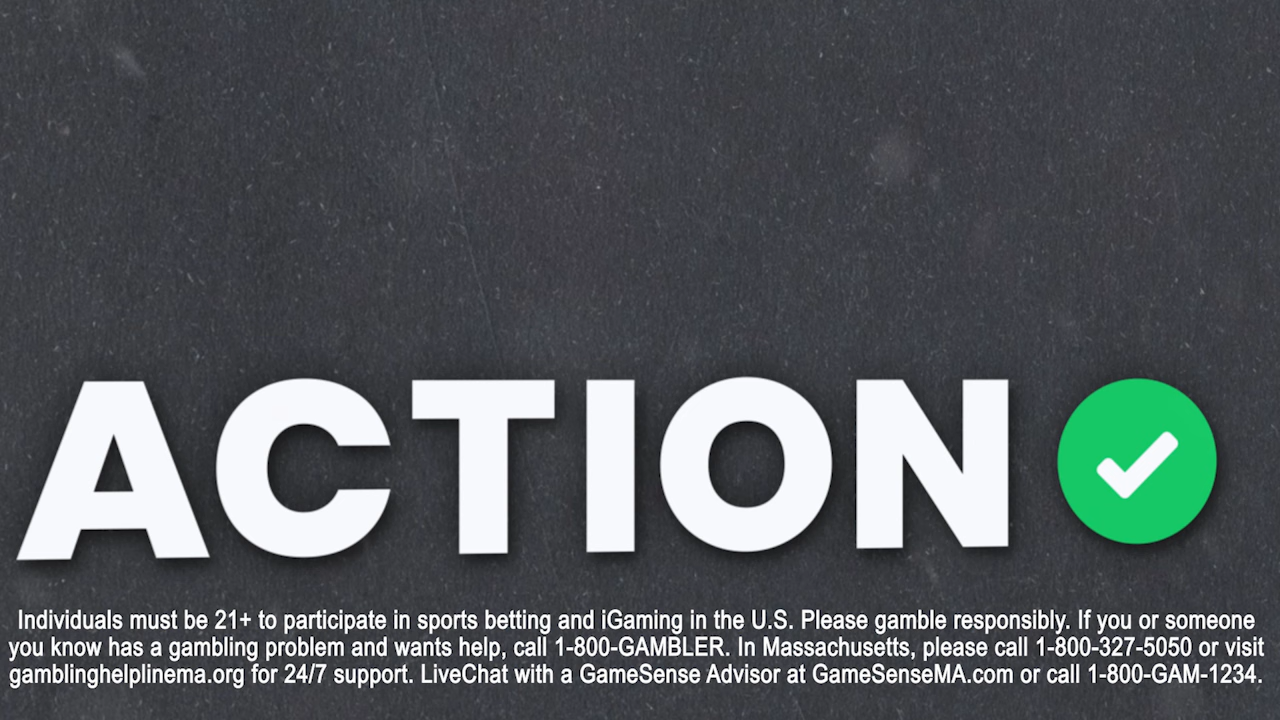 ACTION
Individuals must be 21+ to participate in sports betting and iGaming in the U.S. Please gamble responsibly. If you or someone
you know has a gambling problem and wants help, call 1-800-GAMBLER. In Massachusetts, please call 1-800-327-5050 or visit
gamblinghelplinema.org for 24/7 support. LiveChat with a GameSense Advisor at GameSenseMA.com or call 1-800-GAM-1234.